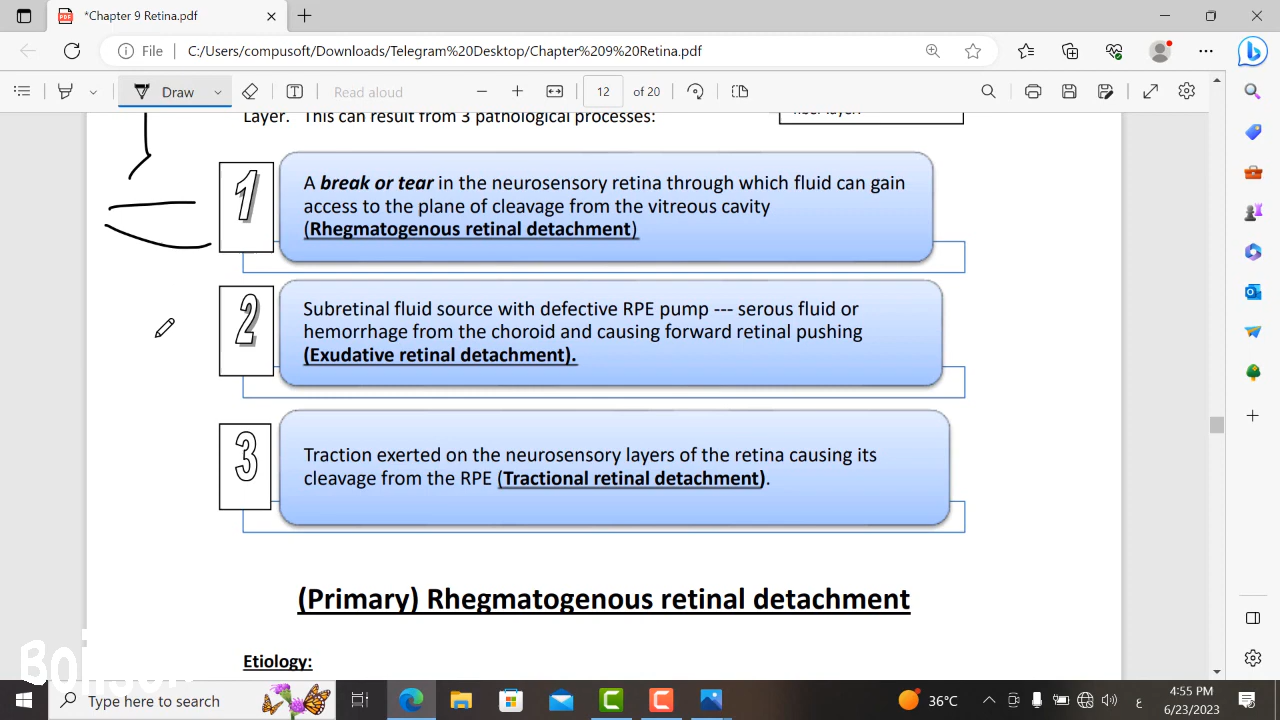 *Chapter 9 Retina.pdf
File
C:/Users/compusoft/Downloads/Telegram%20Desktop/Chapter%209%20Retina.pdf
Draw
Read aloud
12 of 20
Layer. This can result from 3 pathological processes:
1
A break or tear in the neurosensory retina through which fluid can gain
access to the plane of cleavage from the vitreous cavity
(Rhegmatogenous retinal detachment)
2
Subretinal fluid source with defective RPE pump --- serous fluid or
hemorrhage from the choroid and causing forward retinal pushing
(Exudative retinal detachment).
3
Traction exerted on the neurosensory layers of the retina causing its
cleavage from the RPE (Tractional retinal detachment).
(Primary) Rhegmatogenous retinal detachment
Etiology:
Type here to search
36°C
ع
4:55 PM
6/23/2023